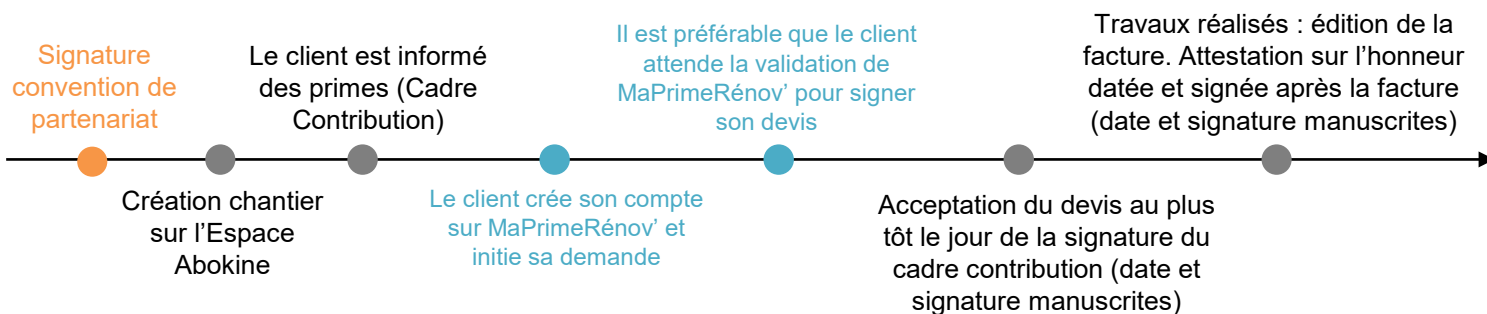 Signature
convention de
partenariat
Création chantier
sur l’Espace
Abokine
Le client est informé
des primes (Cadre
Contribution)
Le client crée son compte
sur MaPrimeRénov’ et
initie sa demande
Il est préférable que le client
attende la validation de
MaPrimeRénov’ pour signer
son devis
Acceptation du devis au plus
tôt le jour de la signature du
cadre contribution (date et
signature manuscrites)
Travaux réalisés : édition de la
facture. Attestation sur l’honneur
datée et signée après la facture
(date et signature manuscrites)